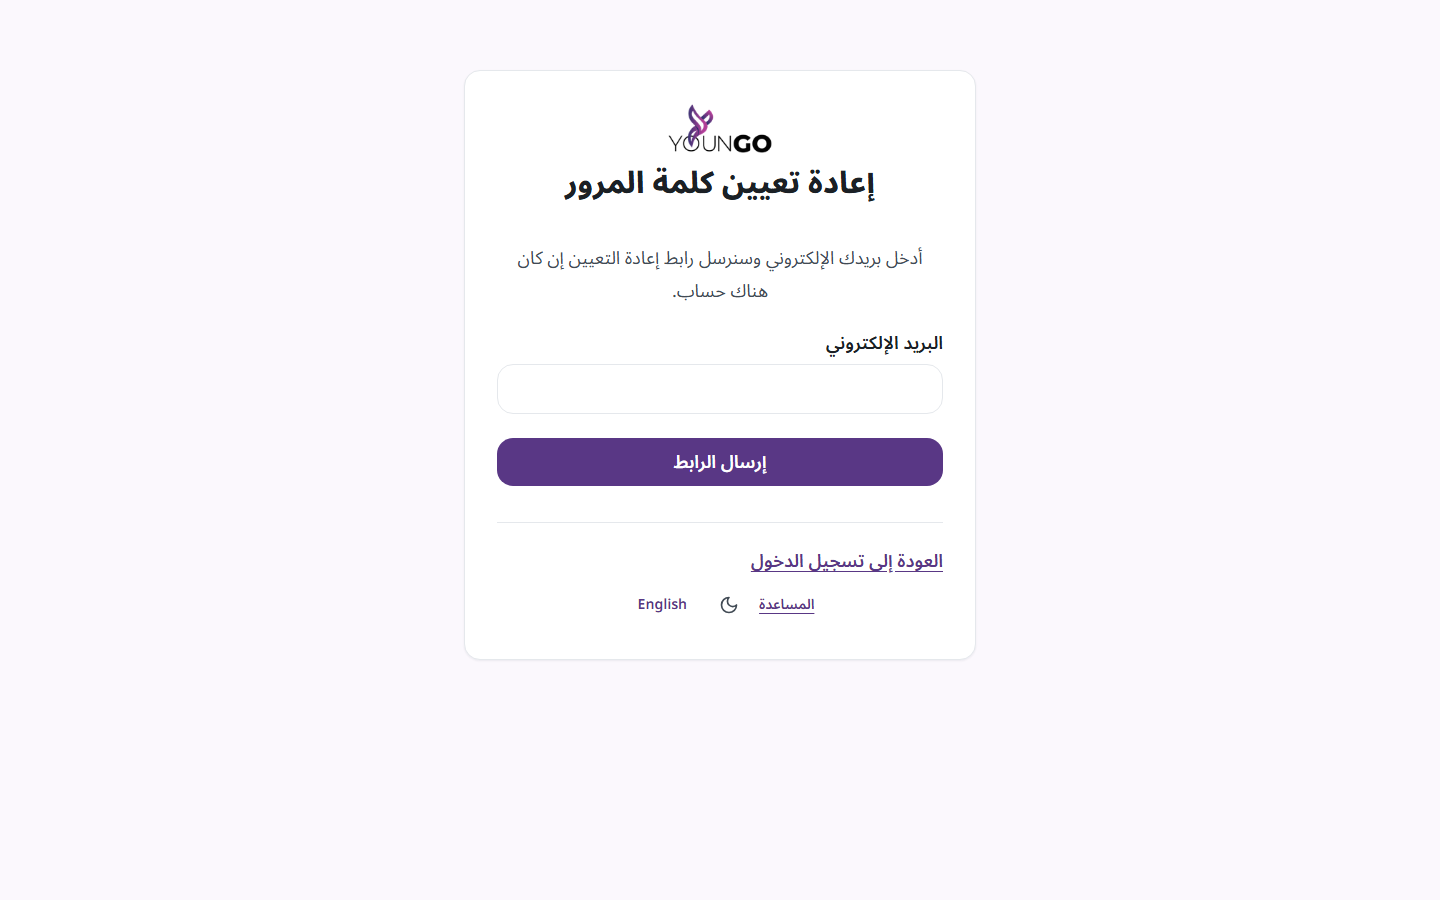 YOUNGO
إعادة تعيين كلمة المرور
أدخل بريدك الإلكتروني وسنرسل رابط إعادة التعيين إن كان
هناك حساب.
البريد الإلكتروني
إرسال الرابط
العودة إلى تسجيل الدخول
المساعدة English